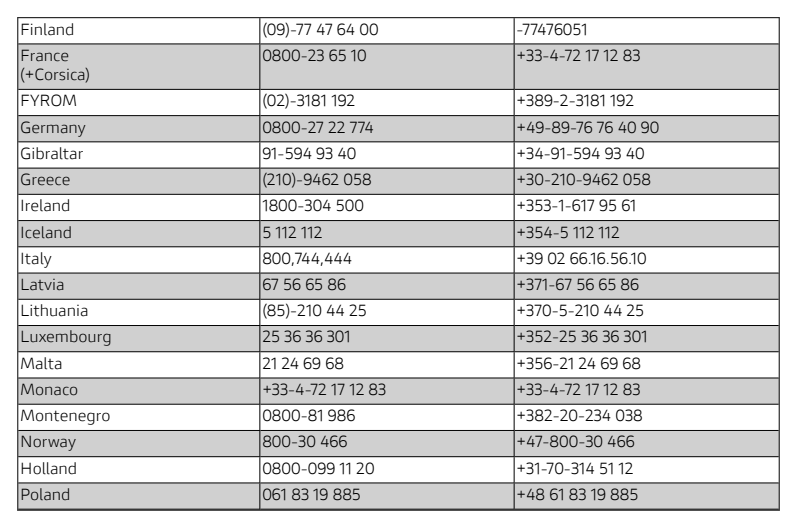 Finland (09)-77 47 64 00 -77476051
France 0800-23 65 10 +33-4-72 17 12 83
(+Corsica)
FYROM (02)-3181 192 +389-2-3181 192
Germany 0800-27 22 774 +49-89-76 76 40 90
Gibraltar 91-594 93 40 +34-91-594 93 40
Greece (210)-9462 058 +30-210-9462 058
Ireland 1800-304 500 +353-1-617 95 61
Iceland 5 112 112 +354-5 112 112
Italy 800,744,444 +39 02 66.16.56.10
Latvia 67 56 65 86 +371-67 56 65 86
Lithuania (85)-210 44 25 +370-5-210 44 25
Luxembourg 25 36 36 301 +352-25 36 36 301
Malta 21 24 69 68 +356-21 24 69 68
Monaco +33-4-72 17 12 83 +33-4-72 17 12 83
Montenegro 0800-81 986 +382-20-234 038
Norway 800-30 466 +47-800-30 466
Holland 0800-099 11 20 +31-70-314 51 12
Poland 061 83 19 885 +48 61 83 19 885